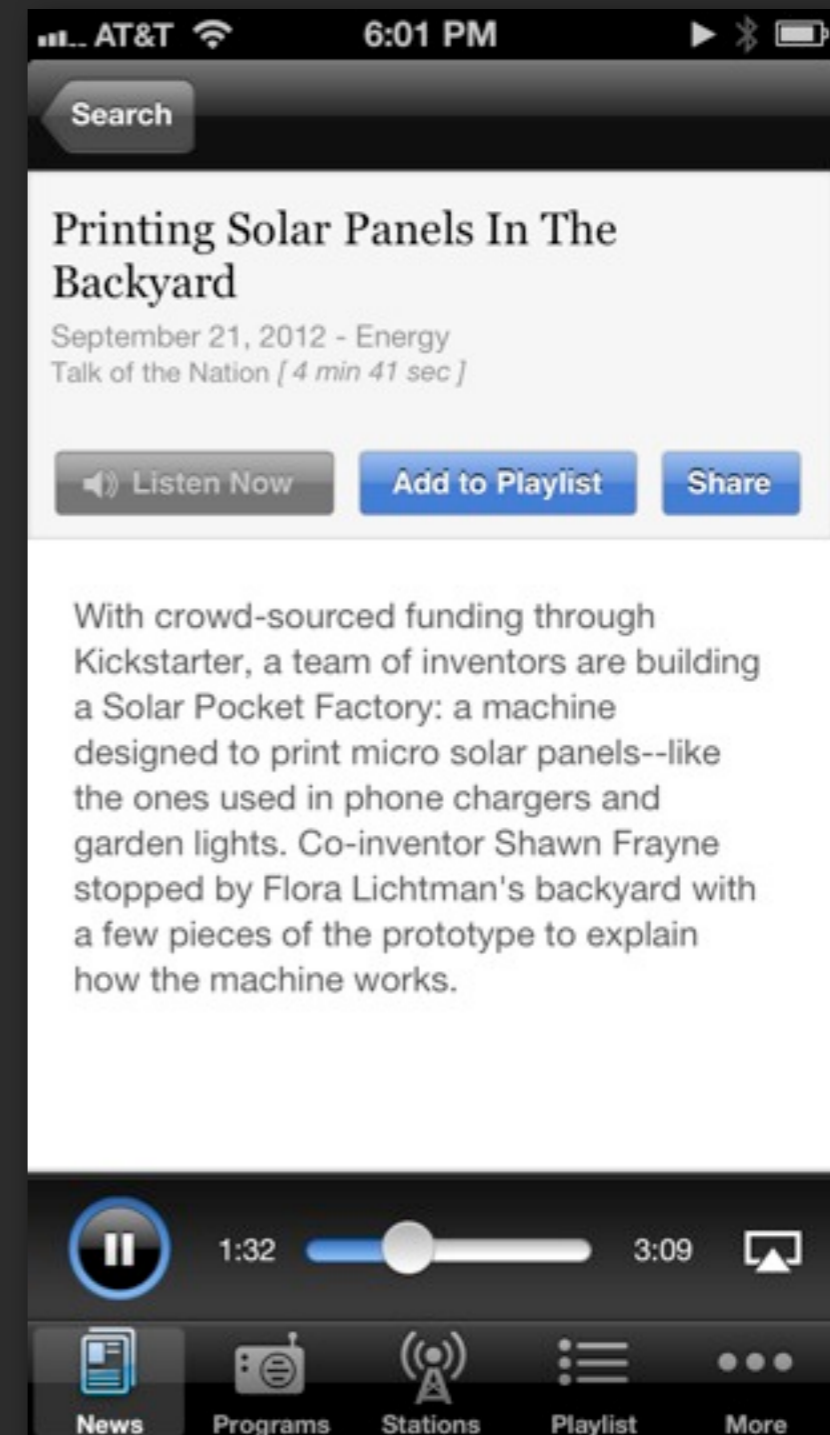 AT&T 6:01 PM
Search
Printing Solar Panels In The
Backyard
September 21, 2012 - Energy
Talk of the Nation [ 4 min 41 sec ]
Listen Now Add to Playlist Share
With crowd-sourced funding through
Kickstarter, a team of inventors are building
a Solar Pocket Factory: a machine
designed to print micro solar panels--like
the ones used in phone chargers and
garden lights. Co-inventor Shawn Frayne
stopped by Flora Lichtman's backyard with
a few pieces of the prototype to explain
how the machine works.
1:32 3:09
News Programs Stations Playlist More